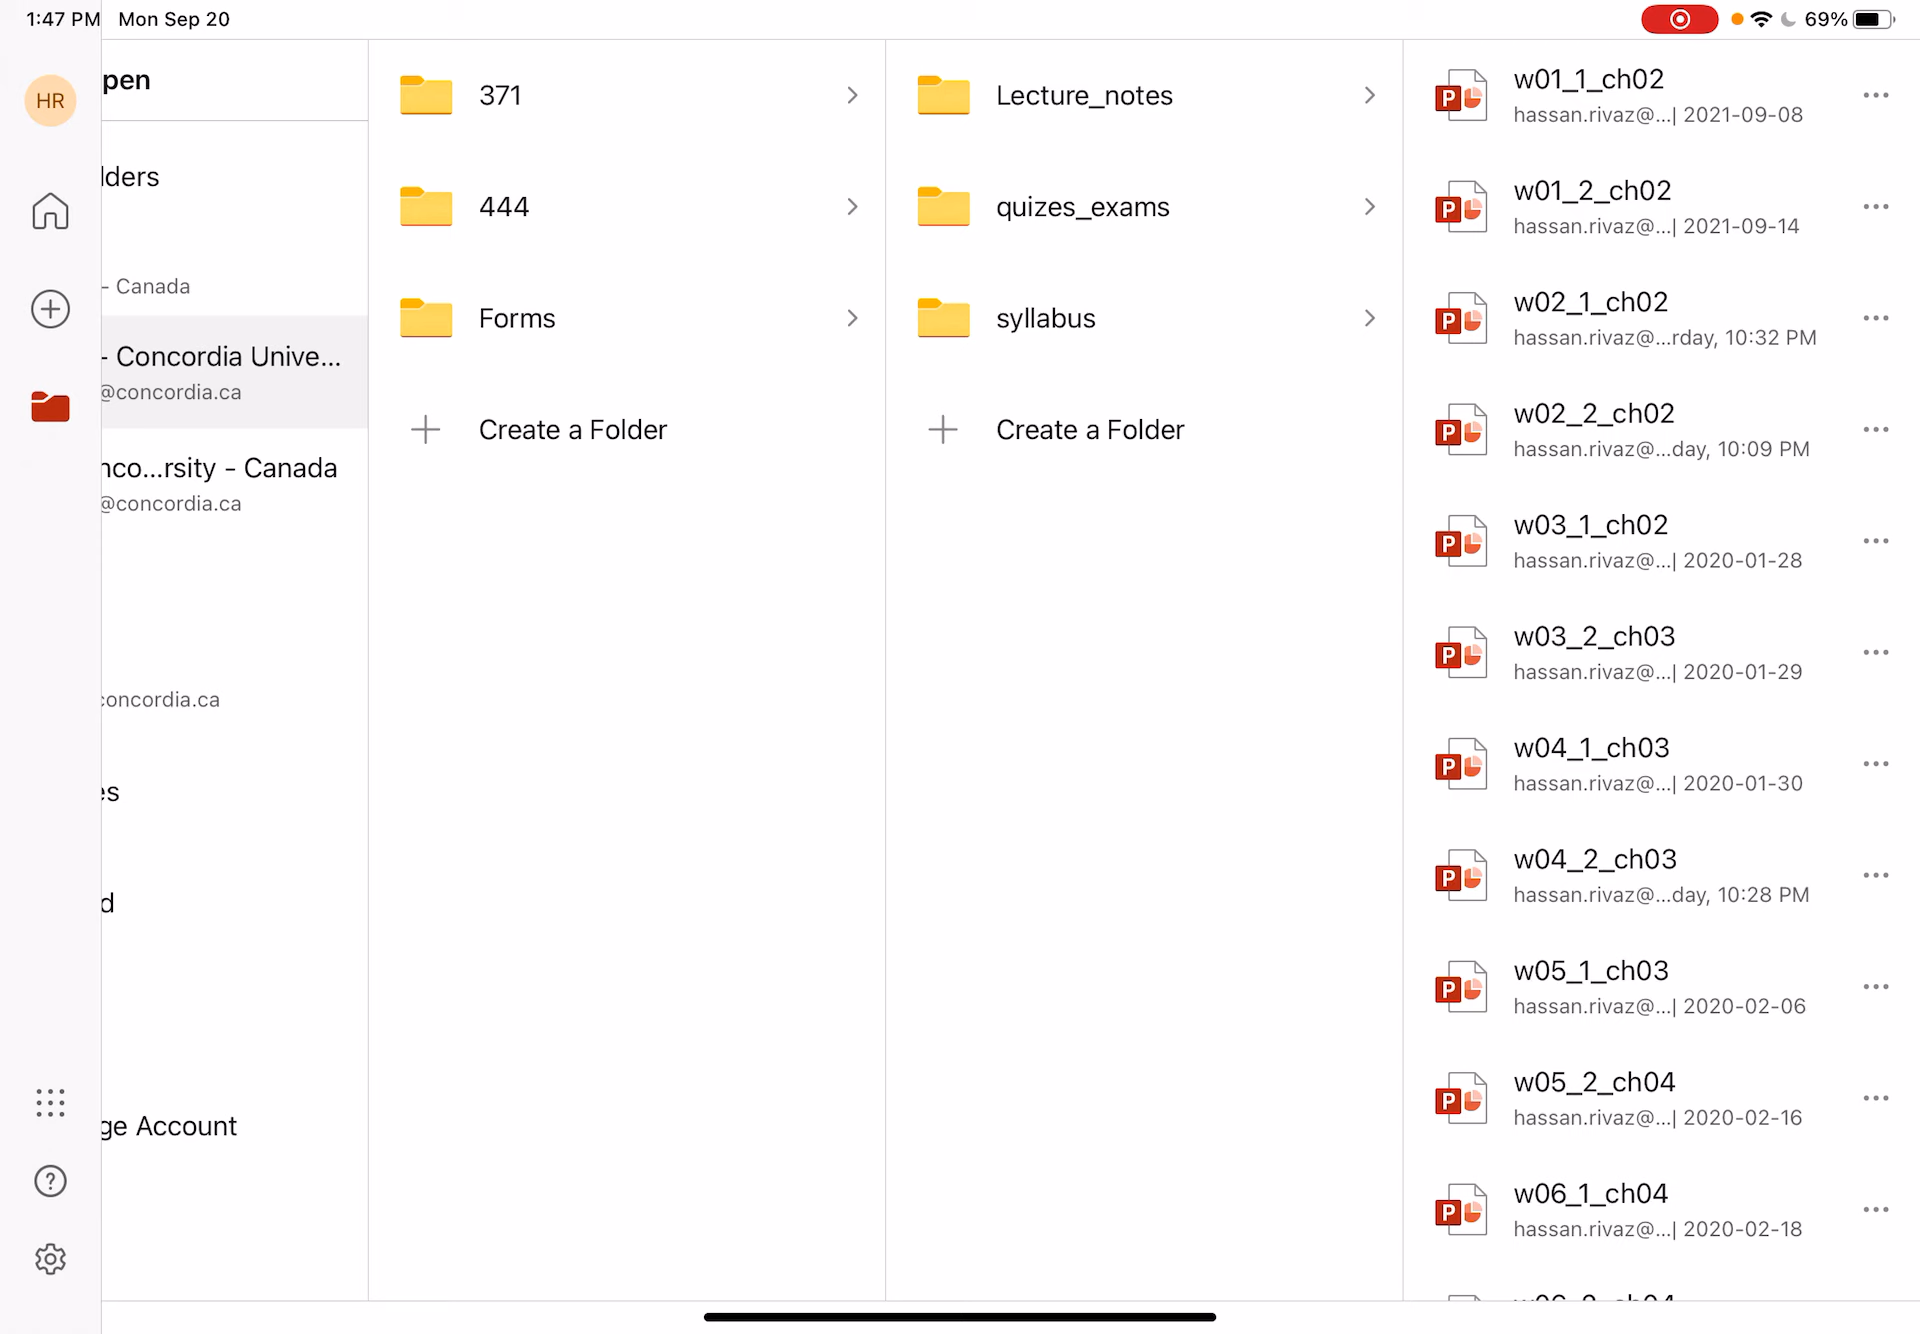 1:47 PM Mon Sep 20
69%
HR
pen
lders
- Canada
- Concordia Unive...
@concordia.ca
nco...rsity - Canada
@concordia.ca
concordia.ca
es
d
ge Account
371
444
Forms
Create a Folder
Lecture_notes
quizes_exams
syllabus
Create a Folder
w01_1_ch02
hassan.rivaz@...| 2021-09-08
w01_2_ch02
hassan.rivaz@...| 2021-09-14
w02_1_ch02
hassan.rivaz@...rday, 10:32 PM
w02_2_ch02
hassan.rivaz@...day, 10:09 PM
w03_1_ch02
hassan.rivaz@...| 2020-01-28
w03_2_ch03
hassan.rivaz@...| 2020-01-29
w04_1_ch03
hassan.rivaz@...| 2020-01-30
w04_2_ch03
hassan.rivaz@...day, 10:28 PM
w05_1_ch03
hassan.rivaz@...| 2020-02-06
w05_2_ch04
hassan.rivaz@...| 2020-02-16
w06_1_ch04
hassan.rivaz@...| 2020-02-18